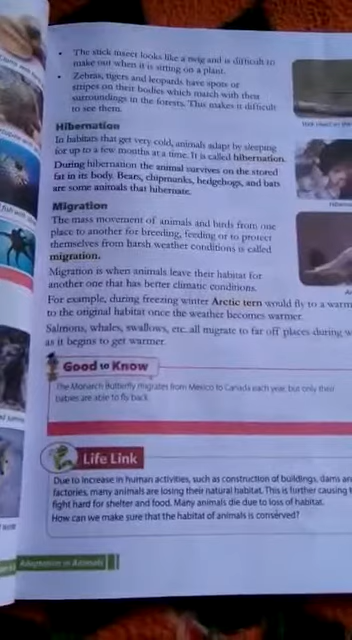 • The stick insect looks like a twig and is difficult to
make out when it is sitting on a plant.
• Zebras, tigers and leopards have spots or
stripes on their bodies which match with their
surroundings in the forests. This makes it difficult
to see them.
Hibernation
In habitats that get very cold, animals adapt by sleeping
for up to a few months at a time. It is called hibernation.
During hibernation the animal survives on the stored
fat in its body. Bears, chipmunks, hedgehogs, and bats
are some animals that hibernate.
Migration
The mass movement of animals and birds from one
place to another for breeding, feeding or to protect
themselves from harsh weather conditions is called
migration.
Migration is when animals leave their habitat for
another one that has better climatic conditions.
For example, during freezing winter Arctic tern would fly to a warm
to the original habitat once the weather becomes warmer.
Salmons, whales, swallows, etc. all migrate to far off places during
as it begins to get warmer.
Good to Know
The Monarch Butterfly migrates from Mexico to Canada each year, but only their
babies are able to fly back.
Life Link
Due to increase in human activities, such as construction of buildings, dams an
factories, many animals are losing their natural habitat. This is further causing
fight hard for shelter and food. Many animals die due to loss of habitat.
How can we make sure that the habitat of animals is conserved?
Adaptation in Animals